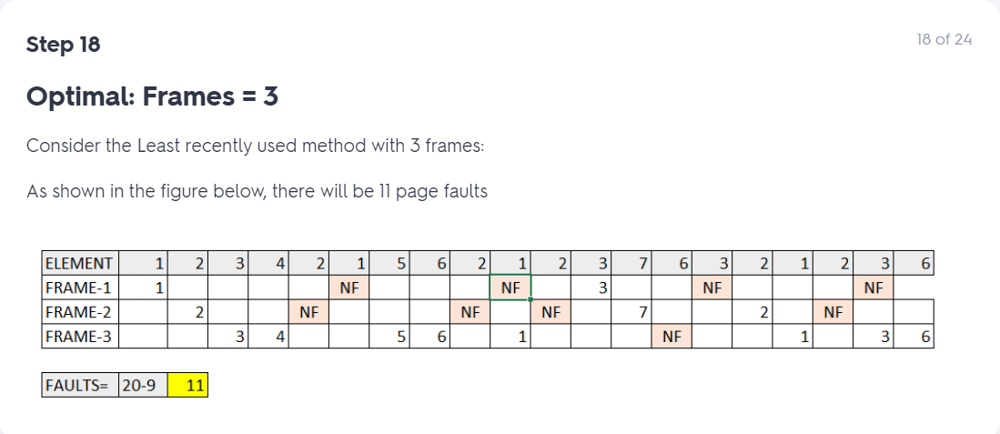 Step 18
18 of 24
Optimal: Frames = 3
Consider the Least recently used method with 3 frames:
As shown in the figure below, there will be 11 page faults
ELEMENT 1 2 3 4 2 1 5 6 2 1 2 3 7 6 3 2 1 2 3 6
FRAME-1 1 NF NF 3 NF NF
FRAME-2 2 NF NF NF 7 2 NF
FRAME-3 3 4 5 6 1 NF 1 3 6
FAULTS= 20-9 11